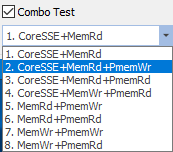 Combo Test
1. CoreSSE+MemRd
1. CoreSSE+MemRd
2. CoreSSE+MemRd+PmemWr
3. CoreSSE+MemRd+PmemRd
4. CoreSSE+MemWr+PmemRd
5. MemRd+PmemWr
6. MemRd+PmemRd
7. MemWr+PmemWr
8. MemWr+PmemRd